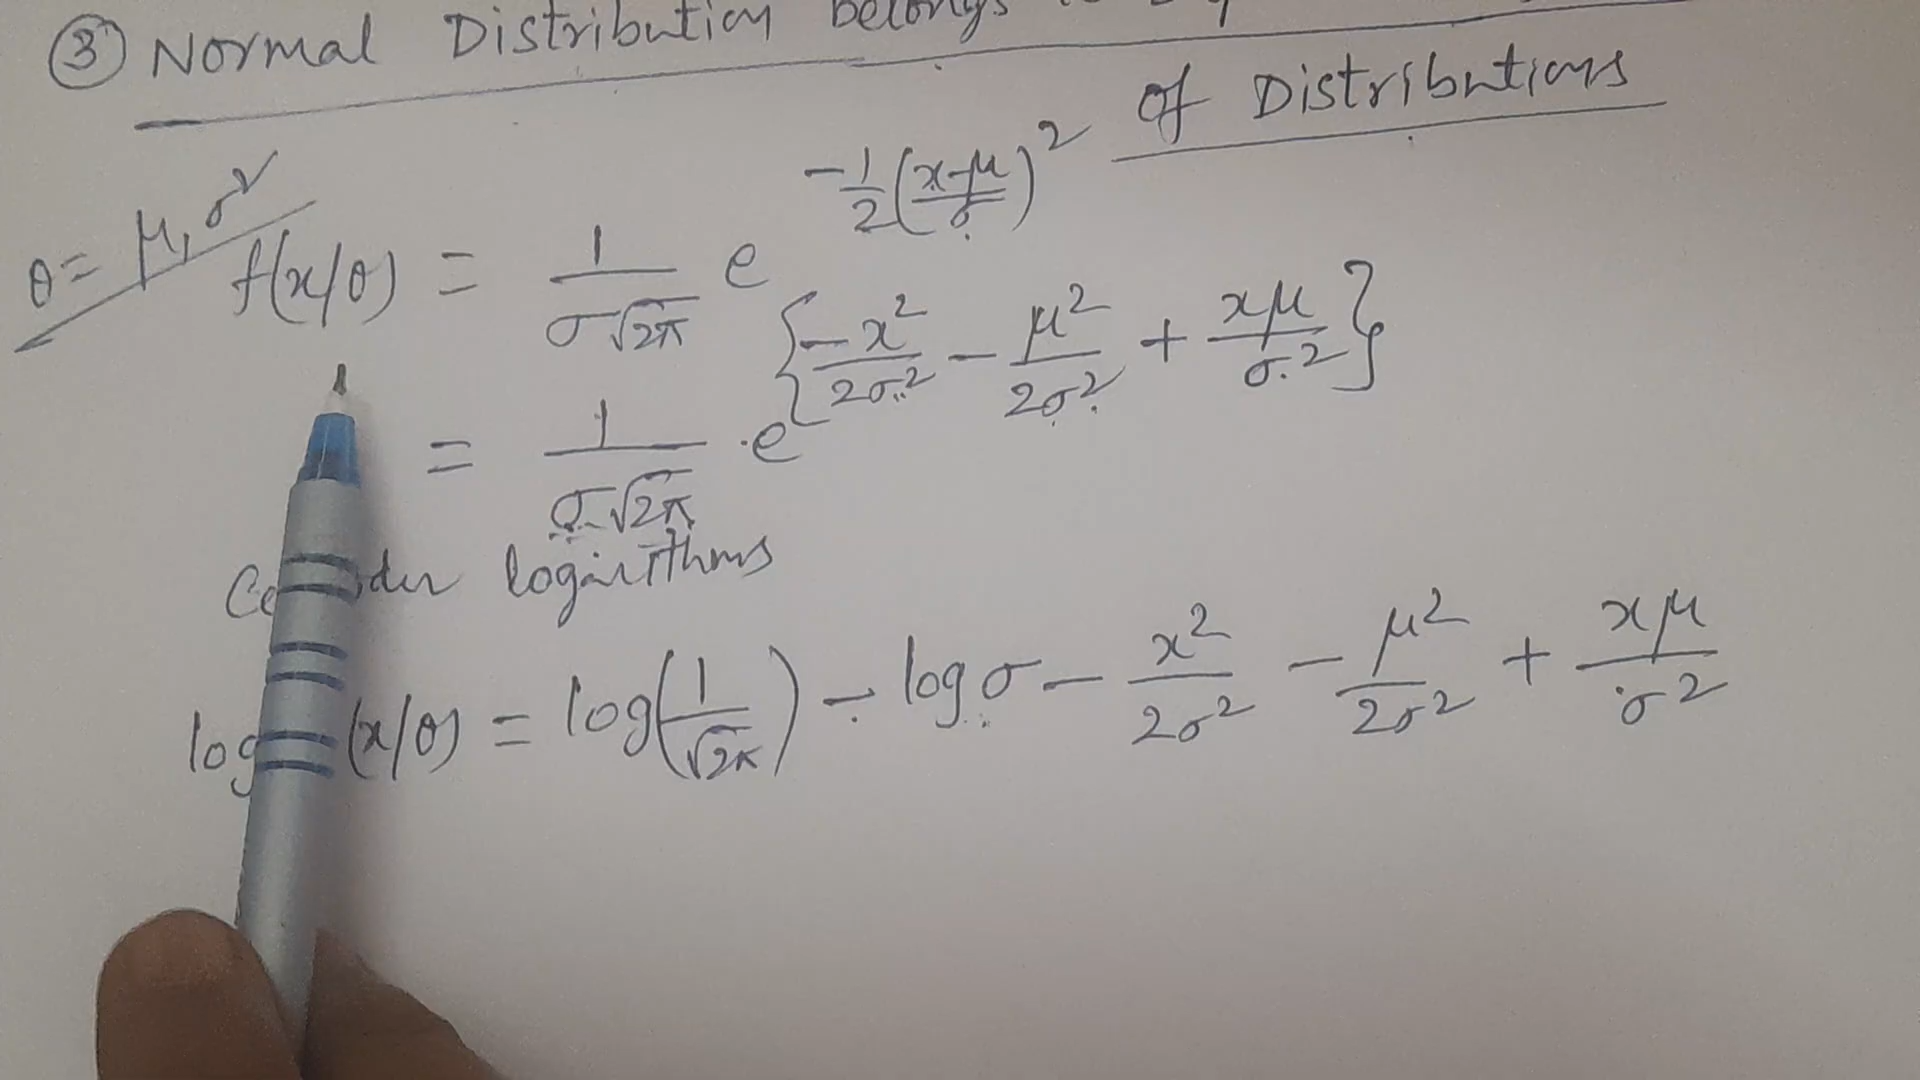 ③ Normal Distribution belongs
of Distributions
θ = μ, σ²
f(x/θ) = 1/(σ√2π) e^{-1/2 ((x-μ)/σ)²}
= 1/(σ√2π) · e^{-x²/2σ² - μ²/2σ² + xμ/σ²}
logarithms
log (x/θ) = log(1/√2π) - log σ - x²/2σ² - μ²/2σ² + xμ/σ²